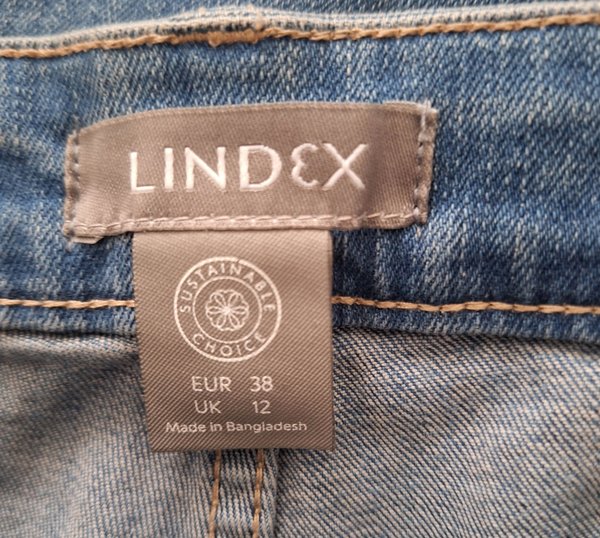 LINDEX
SUSTAINABLE
CHOICE
EUR 38
UK 12
Made in Bangladesh